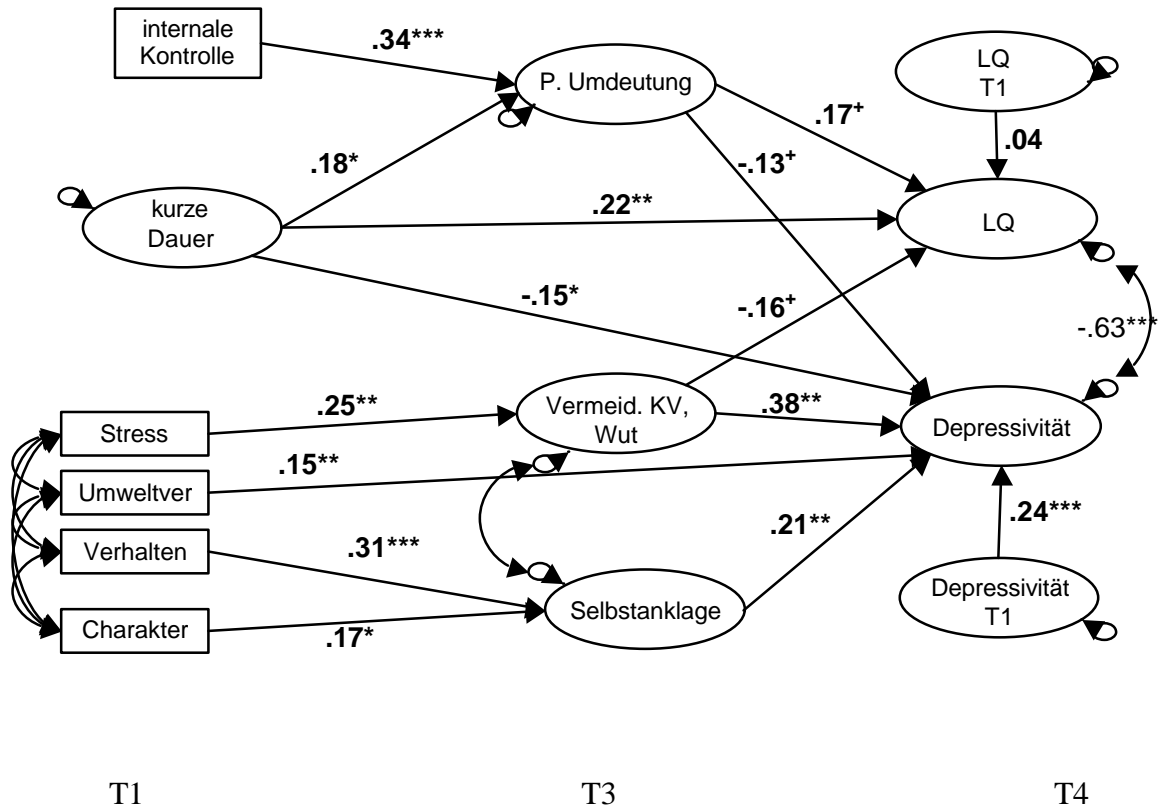 internale
Kontrolle
.34***
P. Umdeutung
LQ
T1
.17+
.04
.18*
-.13+
kurze
Dauer
.22**
LQ
-.15*
-.16+
-.63***
Stress
.25**
Vermeid. KV,
Wut
.38**
Depressivität
Umweltver
.15**
Verhalten
.31***
.21**
.24***
Charakter
.17*
Selbstanklage
Depressivität
T1
T1
T3
T4